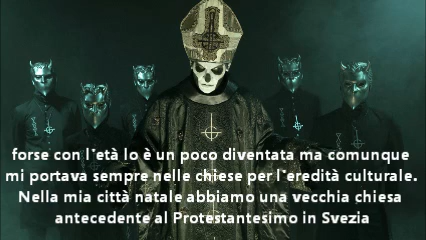 forse con l'età lo è un poco diventata ma comunque
mi portava sempre nelle chiese per l'eredità culturale.
Nella mia città natale abbiamo una vecchia chiesa
antecedente al Protestantesimo in Svezia